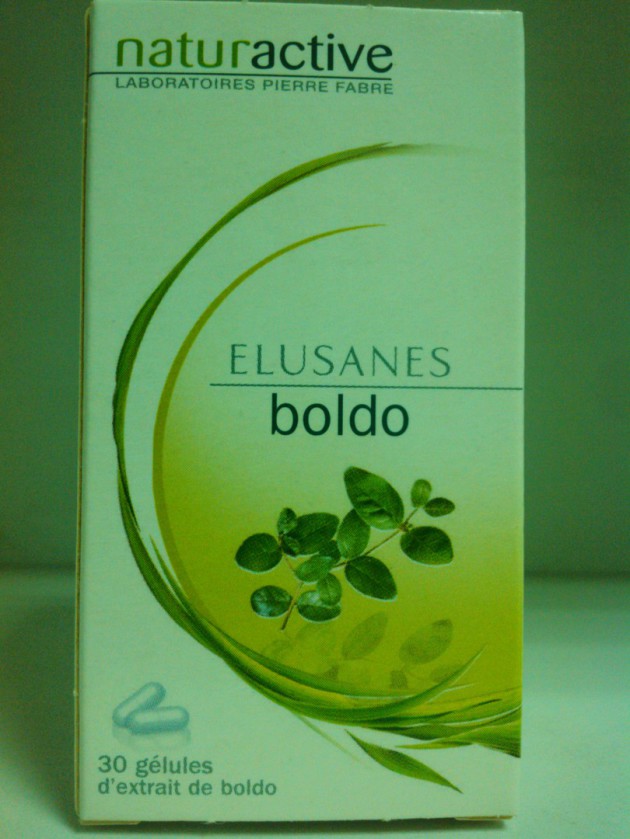 naturactive
LABORATOIRES PIERRE FABRE
ELUSANES
boldo
30 gélules
d'extrait de boldo